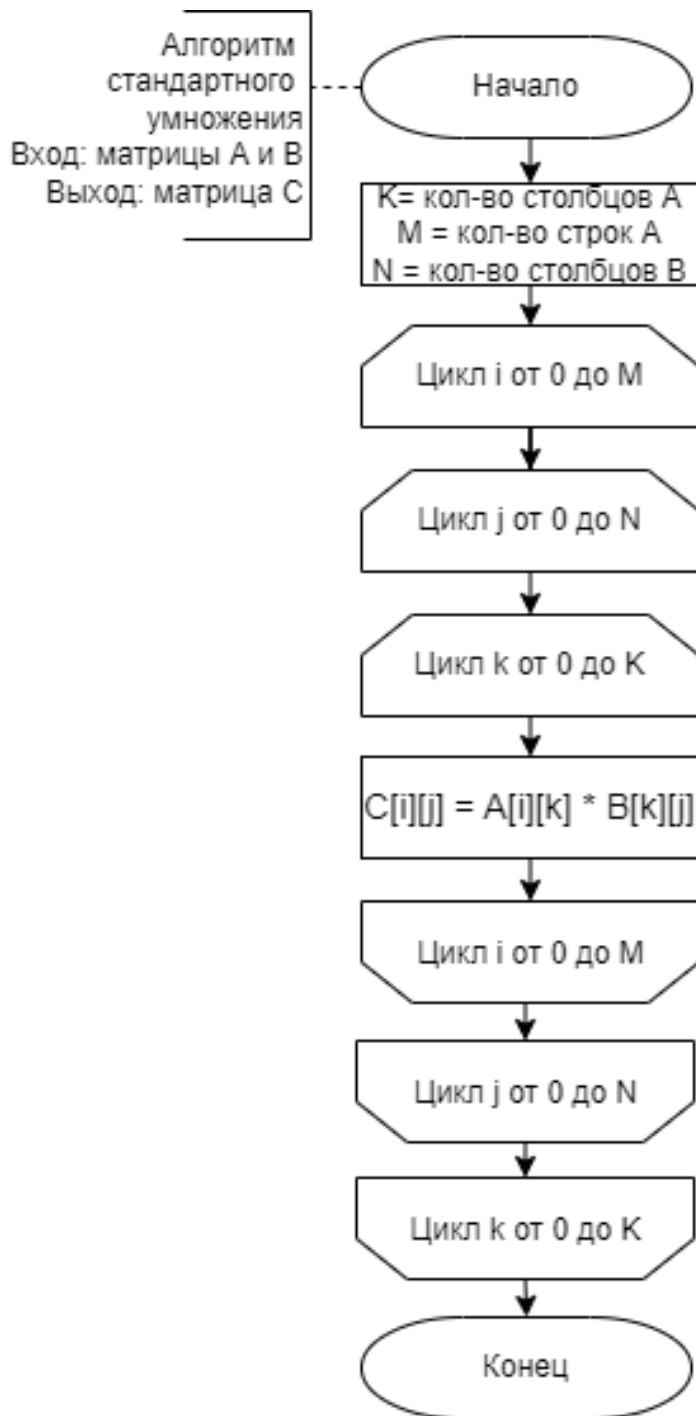 Алгоритм
стандартного
умножения
Вход: матрицы А и В
Выход: матрица С
Начало
K= кол-во столбцов A
M = кол-во строк A
N = кол-во столбцов B
Цикл i от 0 до M
Цикл j от 0 до N
Цикл k от 0 до K
C[i][j] = A[i][k] * B[k][j]
Цикл i от 0 до M
Цикл j от 0 до N
Цикл k от 0 до K
Конец